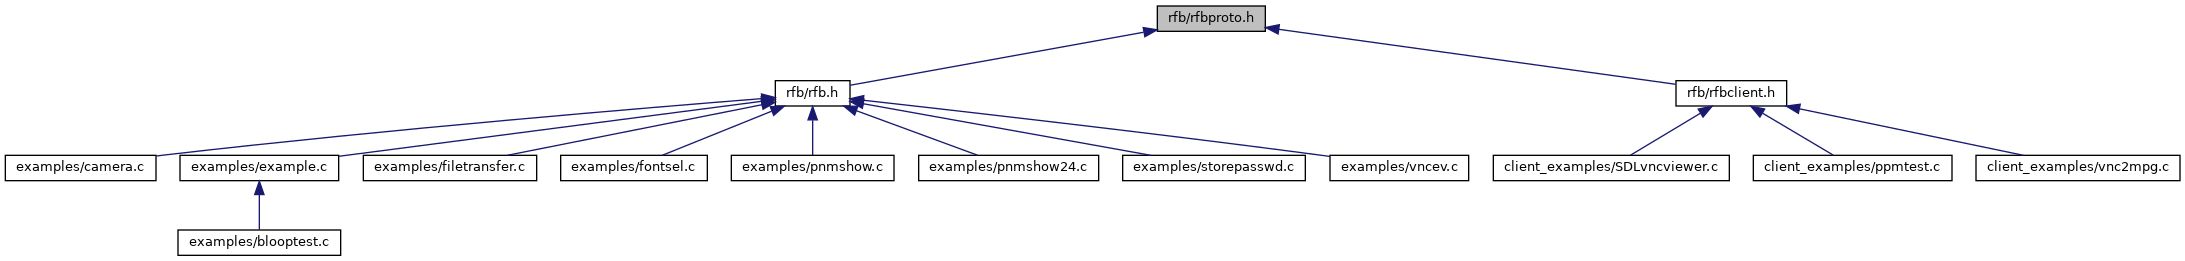 rfb/rfbproto.h
rfb/rfb.h
rfb/rfbclient.h
examples/camera.c
examples/example.c
examples/filetransfer.c
examples/fontsel.c
examples/pnmshow.c
examples/pnmshow24.c
examples/storepasswd.c
examples/vncev.c
client_examples/SDLvncviewer.c
client_examples/ppmtest.c
client_examples/vnc2mpg.c
examples/blooptest.c